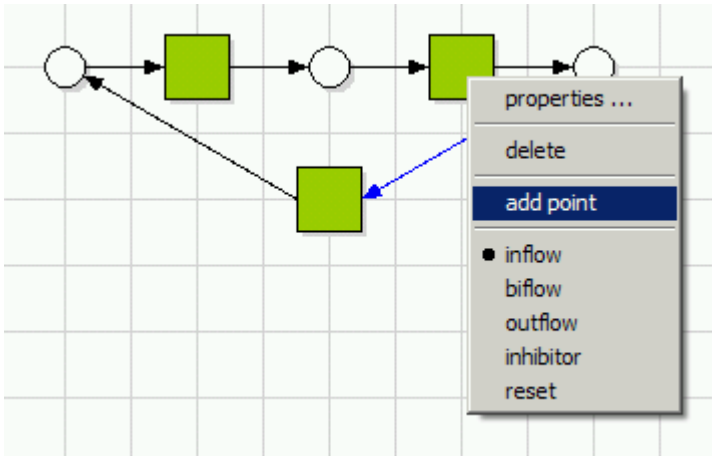 properties ...
delete
add point
inflow
biflow
outflow
inhibitor
reset